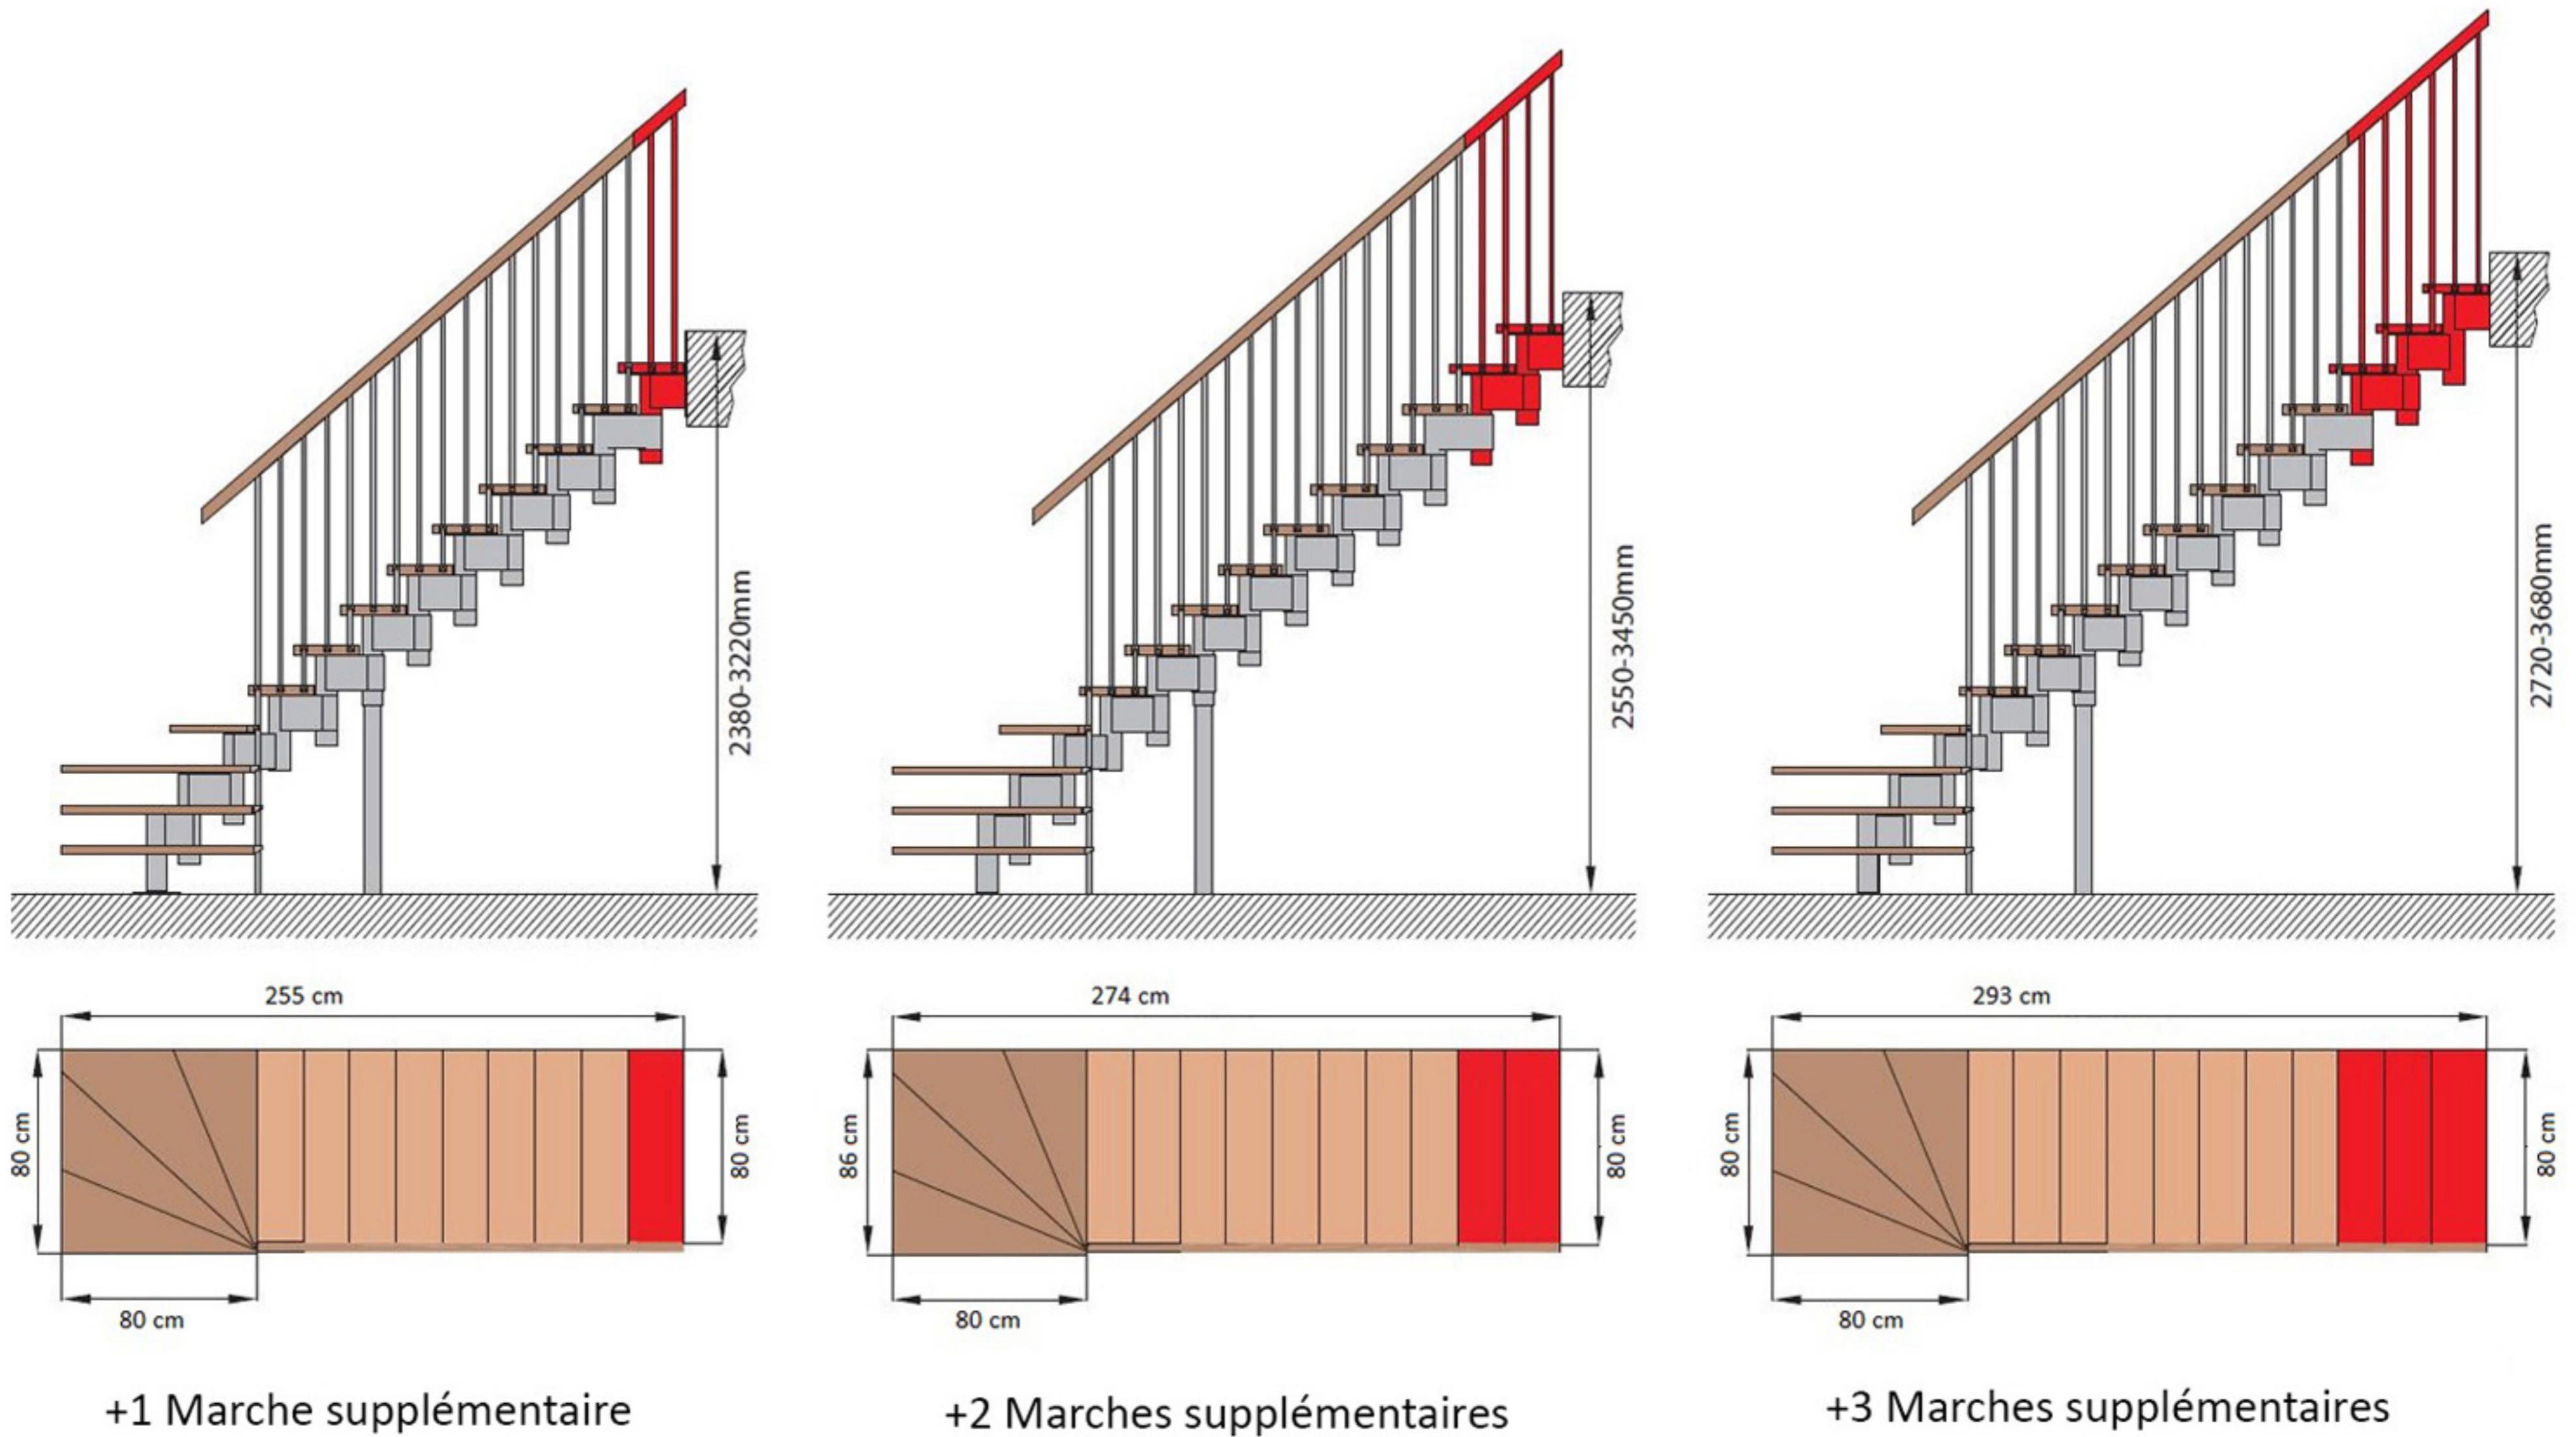 2380-3220mm
2550-3450mm
2720-3680mm
255 cm
274 cm
293 cm
80 cm
80 cm
86 cm
80 cm
80 cm
80 cm
80 cm
80 cm
80 cm
+1 Marche supplémentaire
+2 Marches supplémentaires
+3 Marches supplémentaires